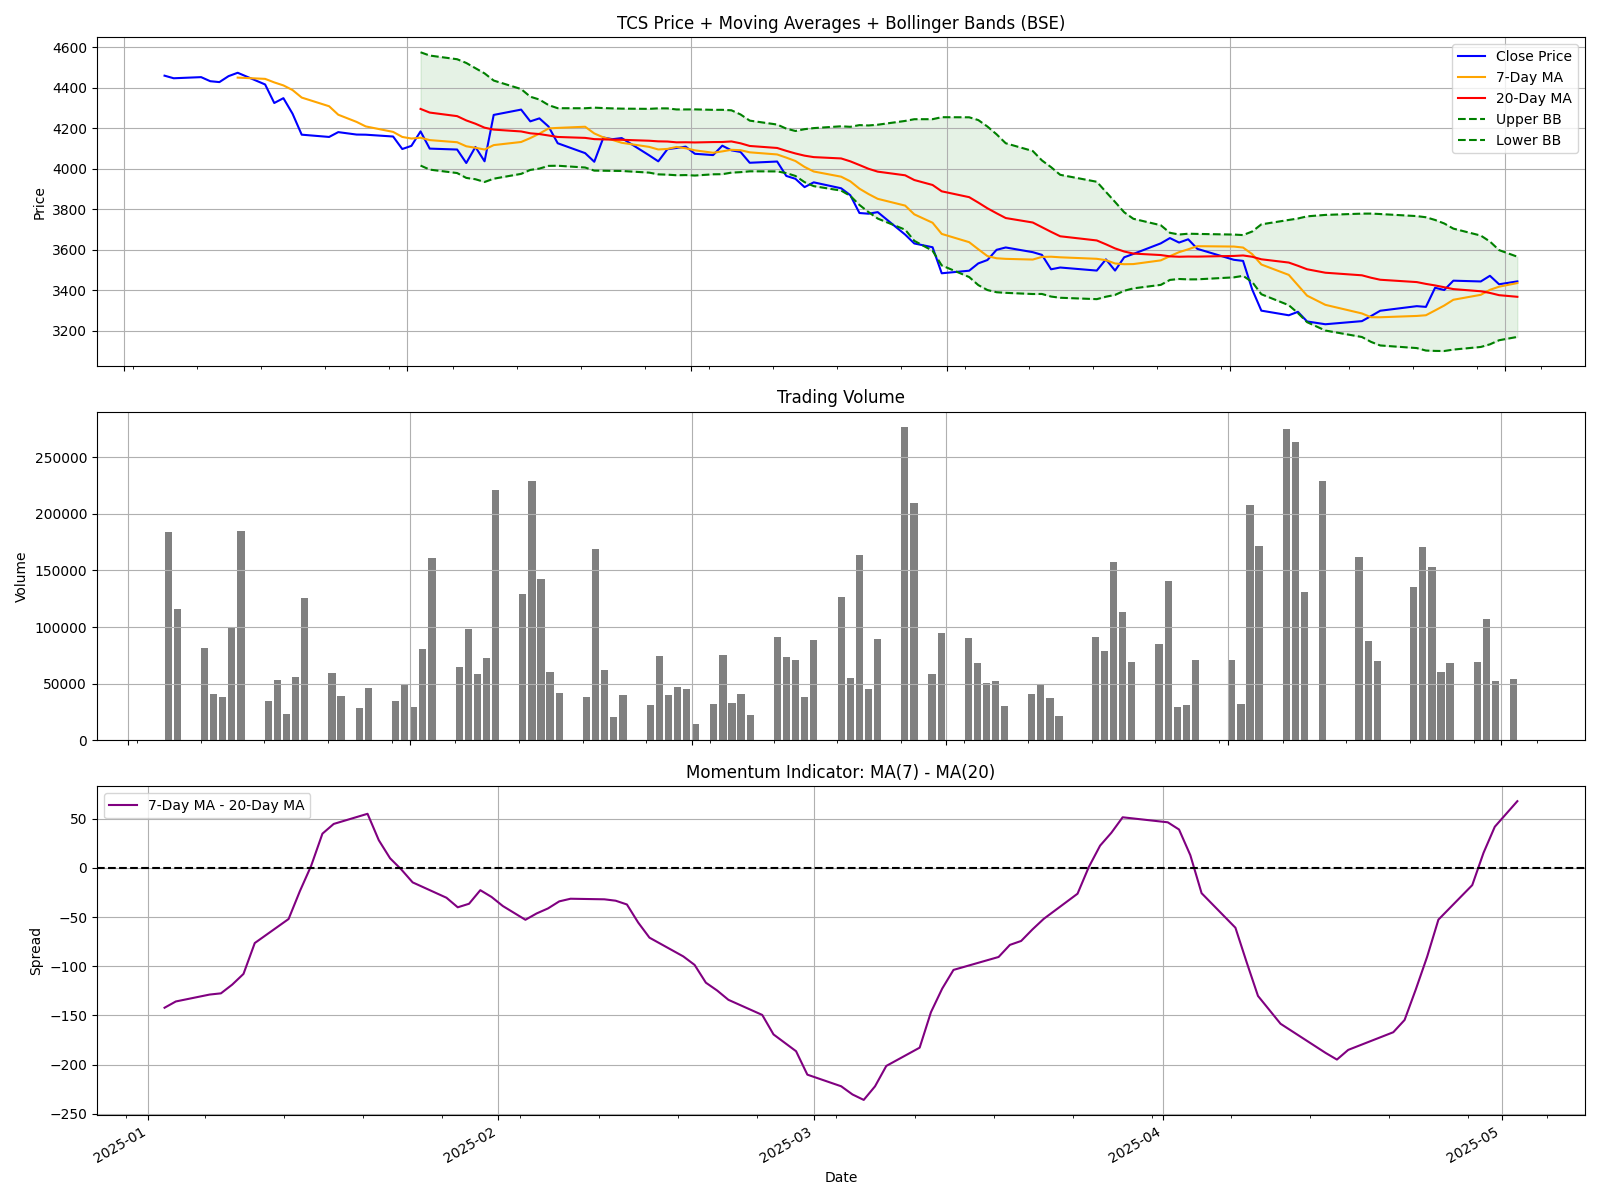 TCS Price + Moving Averages + Bollinger Bands (BSE)
4600
4400
4200
4000
3800
3600
3400
3200
Price
Close Price
7-Day MA
20-Day MA
Upper BB
Lower BB
Trading Volume
250000
200000
150000
100000
50000
0
Volume
Momentum Indicator: MA(7) - MA(20)
7-Day MA - 20-Day MA
50
0
−50
−100
−150
−200
−250
Spread
2025-01
2025-02
2025-03
2025-04
2025-05
Date